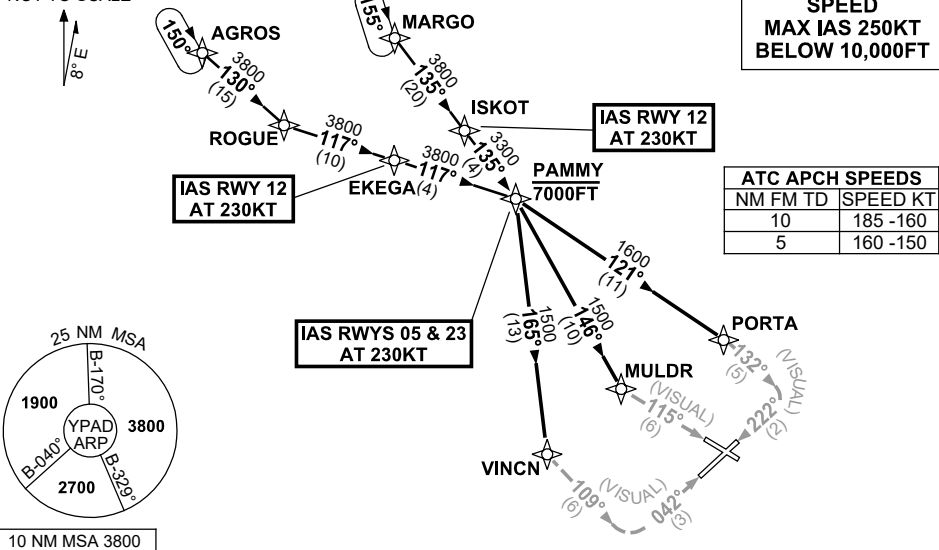 NOT TO SCALE
8° E
150°
AGROS
3800
130°
(15)
155°
MARGO
3800
135°
(20)
SPEED
MAX IAS 250KT
BELOW 10,000FT
ROGUE
3800
117°
(10)
ISKOT
3300
135°
(4)
IAS RWY 12
AT 230KT
IAS RWY 12
AT 230KT
EKEGA
3800
117°
(4)
PAMMY
7000FT
ATC APCH SPEEDS
NM FM TD SPEED KT
10 185 -160
5 160 -150
1600
121°
(11)
1500
146°
(10)
1500
165°
(13)
IAS RWYS 05 & 23
AT 230KT
PORTA
132°
(5)
(VISUAL)
222°
(2)
MULDR
(VISUAL)
115°
(6)
VINCN
109°
(6)
(VISUAL)
042°
(3)
25 NM MSA
B-170°
1900
YPAD
ARP
3800
B-040°
B-329°
2700
10 NM MSA 3800